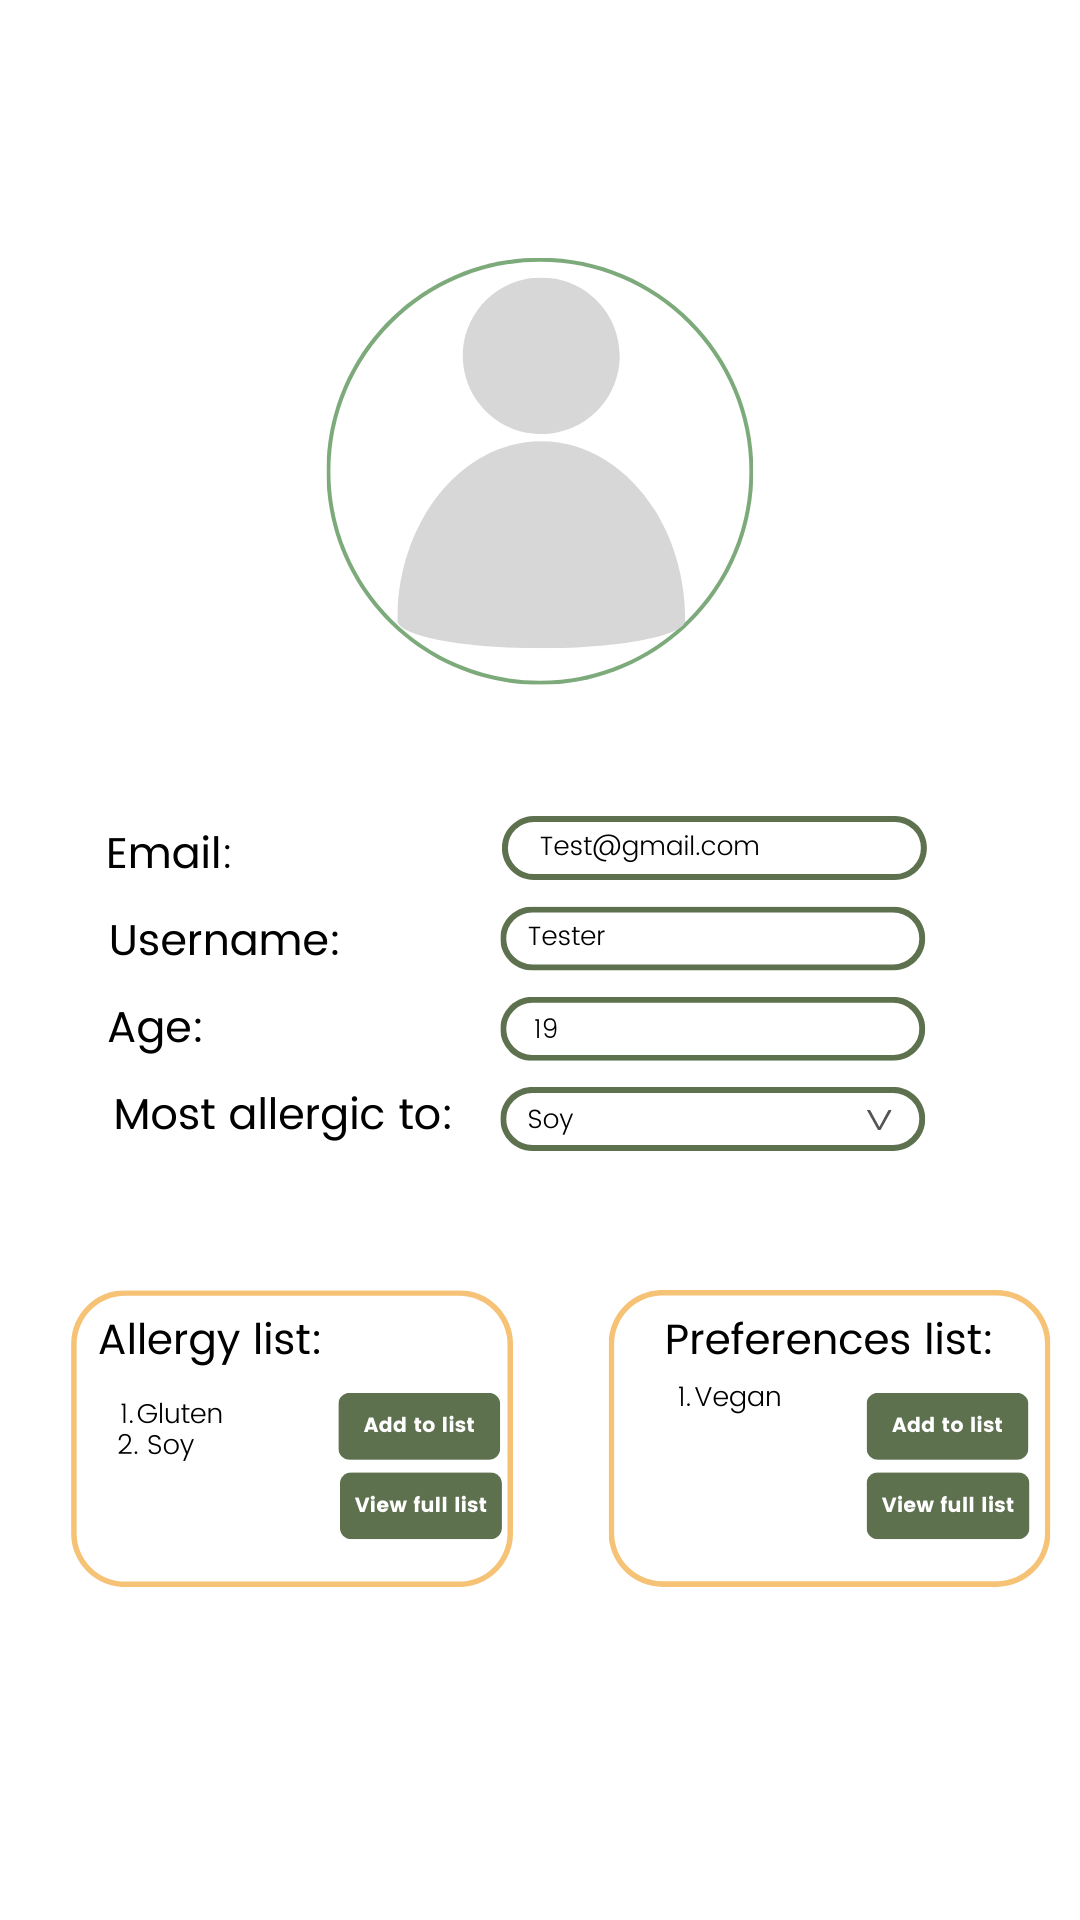 Email: Test@gmail.com
Username: Tester
Age: 19
Most allergic to: Soy V
Allergy list:
1. Gluten
2. Soy
Add to list
View full list
Preferences list:
1. Vegan
Add to list
View full list